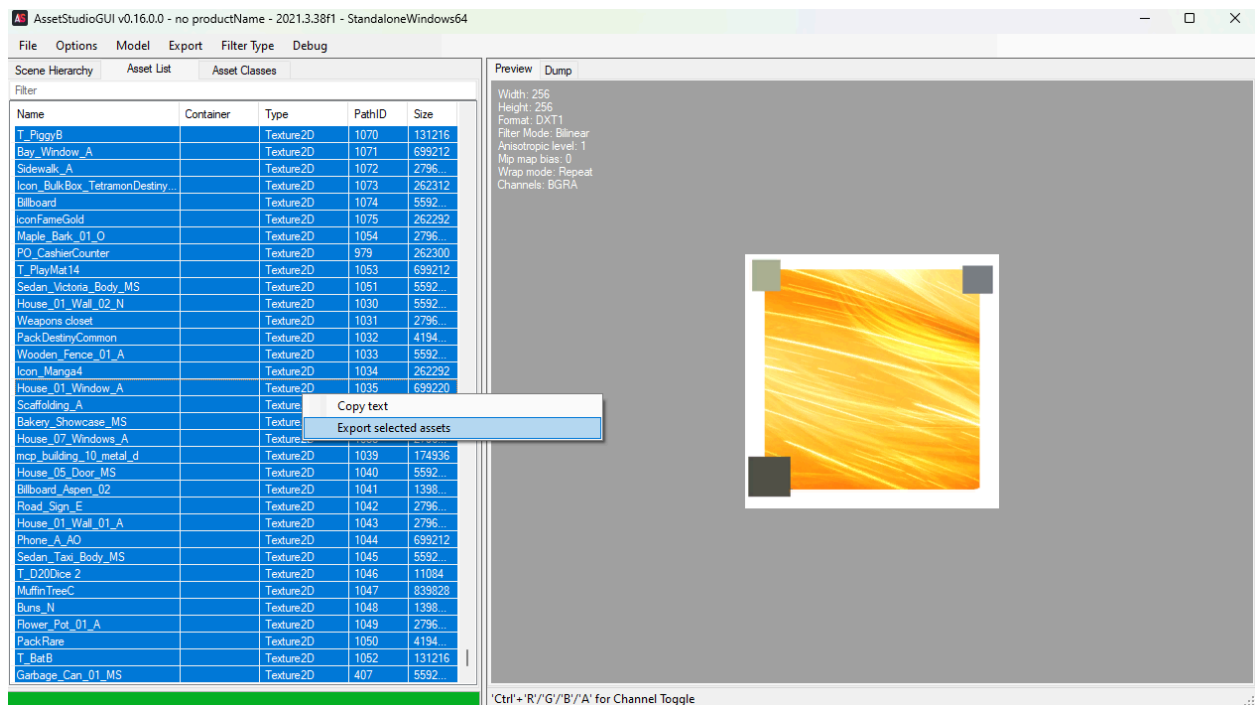 AS AssetStudioGUI v0.16.0.0 - no productName - 2021.3.38f1 - StandaloneWindows64
File Options Model Export Filter Type Debug
Scene Hierarchy Asset List Asset Classes
Filter
Name Container Type PathID Size
T_PiggyB Texture2D 1070 131216
Bay_Window_A Texture2D 1071 699212
Sidewalk_A Texture2D 1072 2796...
Icon_BulkBox_TetramonDestiny... Texture2D 1073 262312
Billboard Texture2D 1074 5592...
iconFameGold Texture2D 1075 262292
Maple_Bark_01_O Texture2D 1054 2796...
PO_CashierCounter Texture2D 979 262300
T_PlayMat14 Texture2D 1053 699212
Sedan_Victoria_Body_MS Texture2D 1051 5592...
House_01_Wall_02_N Texture2D 1030 5592...
Weapons closet Texture2D 1031 2796...
PackDestinyCommon Texture2D 1032 4194...
Wooden_Fence_01_A Texture2D 1033 5592...
Icon_Manga4 Texture2D 1034 262292
House_01_Window_A Texture2D 1035 699220
Scaffolding_A Texture
Bakery_Showcase_MS Texture
House_07_Windows_A
mcp_building_10_metal_d Texture2D 1039 174936
House_05_Door_MS Texture2D 1040 5592...
Billboard_Aspen_02 Texture2D 1041 1398...
Road_Sign_E Texture2D 1042 2796...
House_01_Wall_01_A Texture2D 1043 2796...
Phone_A_AO Texture2D 1044 699212
Sedan_Taxi_Body_MS Texture2D 1045 5592...
T_D20Dice 2 Texture2D 1046 11084
MuffinTreeC Texture2D 1047 839828
Buns_N Texture2D 1048 1398...
Flower_Pot_01_A Texture2D 1049 2796...
PackRare Texture2D 1050 4194...
T_BatB Texture2D 1052 131216
Garbage_Can_01_MS Texture2D 407 5592...
Copy text
Export selected assets
Preview Dump
Width: 256
Height: 256
Format: DXT1
Filter Mode: Bilinear
Anisotropic level: 1
Mip map bias: 0
Wrap mode: Repeat
Channels: BGRA
'Ctrl'+'R'/'G'/'B'/'A' for Channel Toggle